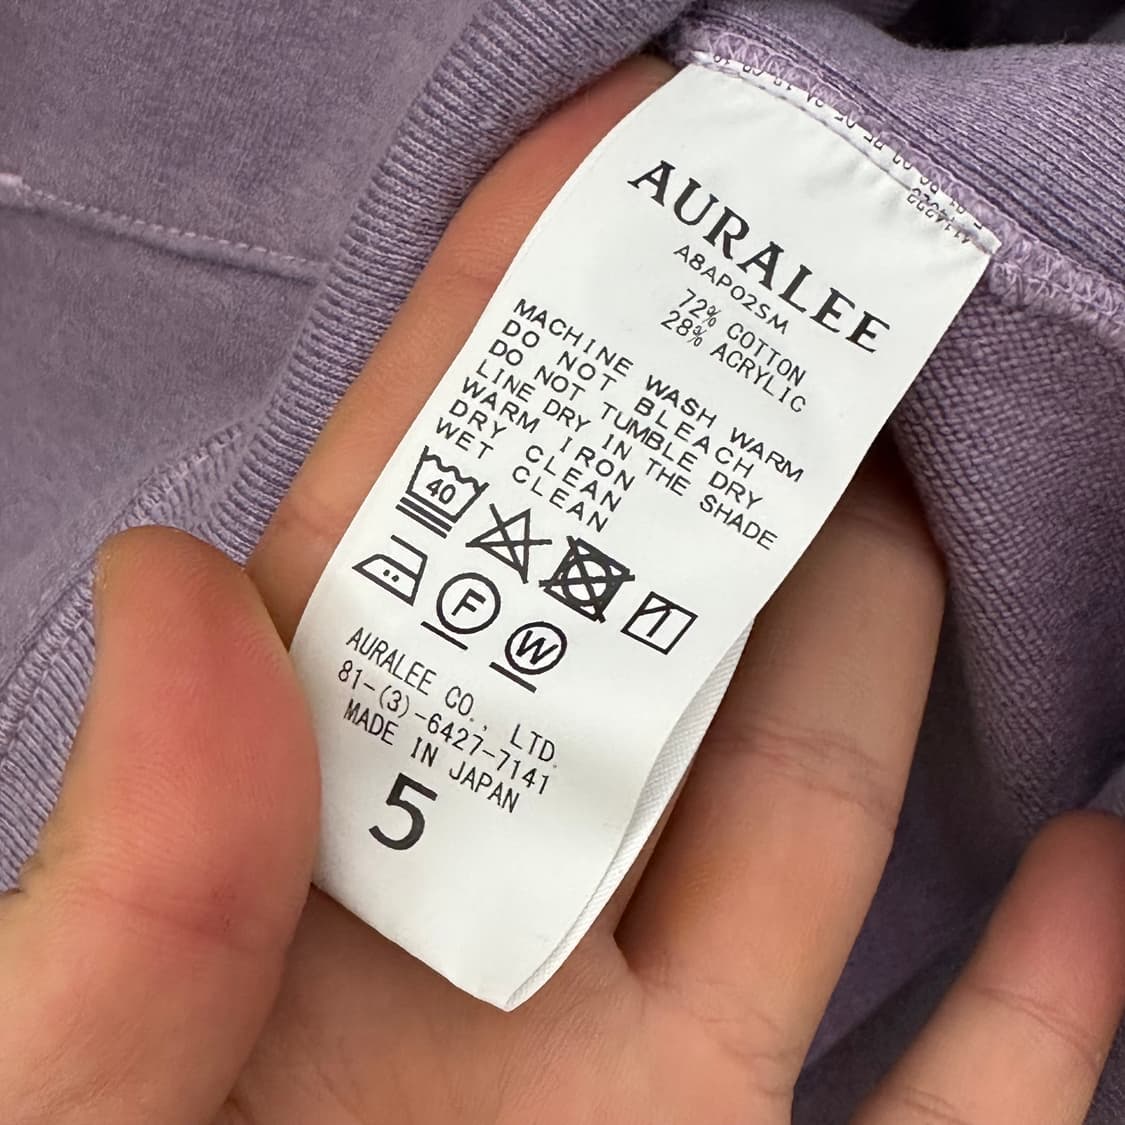 AURALEE
A8AP02SM
72% COTTON
28% ACRYLIC
MACHINE WASH WARM
DO NOT BLEACH
DO NOT TUMBLE DRY
LINE DRY IN THE SHADE
WARM IRON
DRY CLEAN
WET CLEAN
40
F
W
AURALEE CO., LTD.
81-(3)-6427-7141
MADE IN JAPAN
5